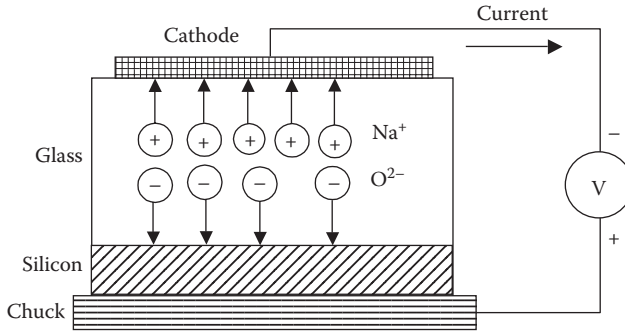 Current
Cathode
Na⁺
Glass
O²⁻
V
Silicon
Chuck
+ + + + +
− − − −
−
+